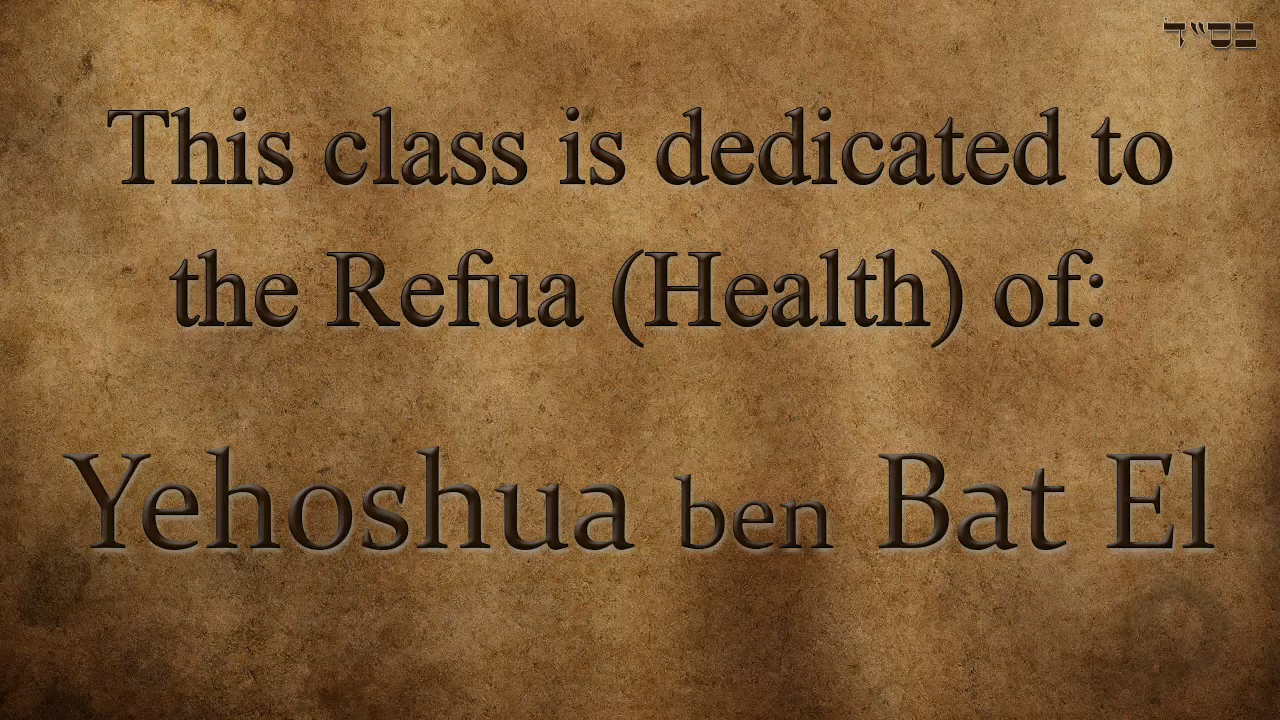 בס"ד
This class is dedicated to
the Refua (Health) of:
Yehoshua ben Bat El